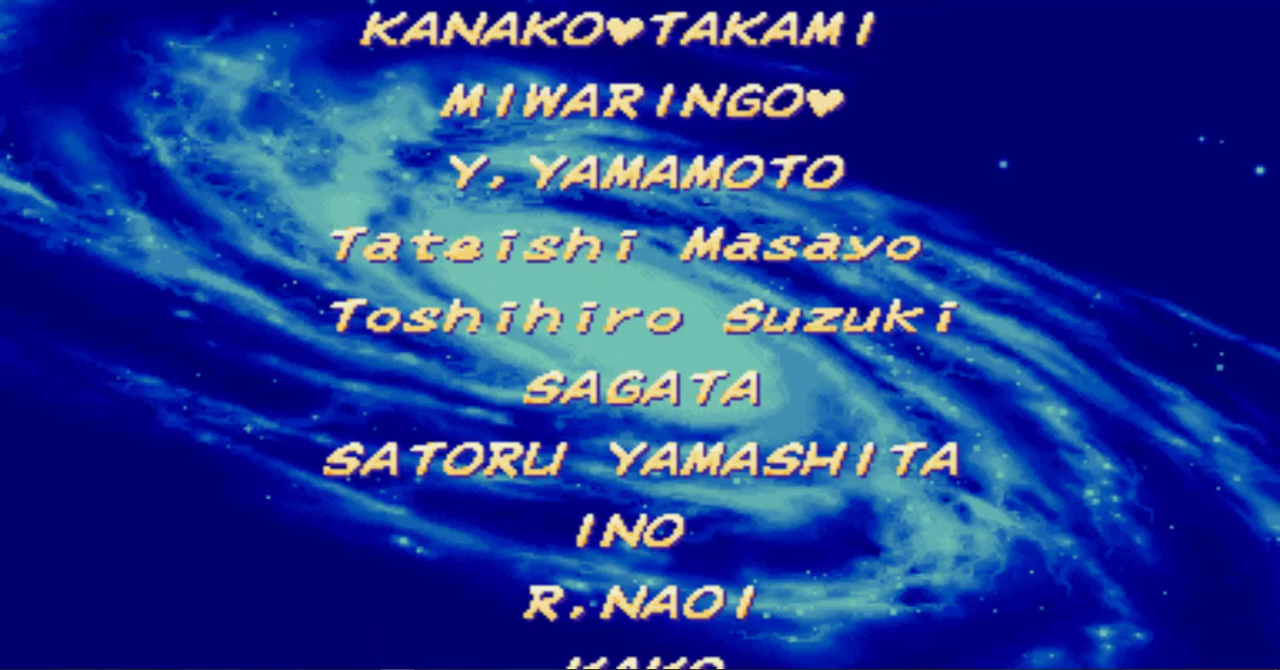 KANAKO♥TAKAMI
MIWARINGO♥
Y. YAMAMOTO
Tateishi Masayo
Toshihiro Suzuki
SAGATA
SATORU YAMASHITA
INO
R.NAOI